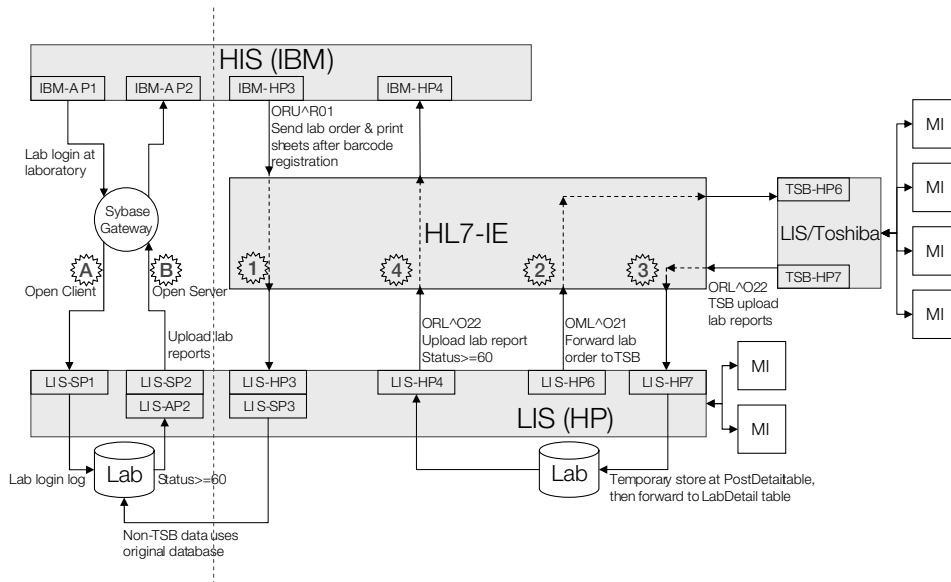 HIS (IBM)
IBM-AP1
IBM-AP2
IBM-HP3
IBM-HP4
ORU^R01
Send lab order & print
sheets after barcode
registration
Lab login at
laboratory
Sybase
Gateway
HL7-IE
TSB-HP6
LIS/Toshiba
TSB-HP7
MI
MI
MI
MI
A
B
1
4
2
3
Open Client
Open Server
ORL^O22
TSB upload
lab reports
Upload lab
reports
ORL^O22
Upload lab report
Status>=60
OML^O21
Forward lab
order to TSB
LIS-SP1
LIS-SP2
LIS-AP2
LIS-HP3
LIS-SP3
LIS-HP4
LIS-HP6
LIS-HP7
LIS (HP)
MI
MI
Lab login log
Lab
Status>=60
Lab
Temporary store at PostDetailtable,
then forward to LabDetail table
Non-TSB data uses
original database